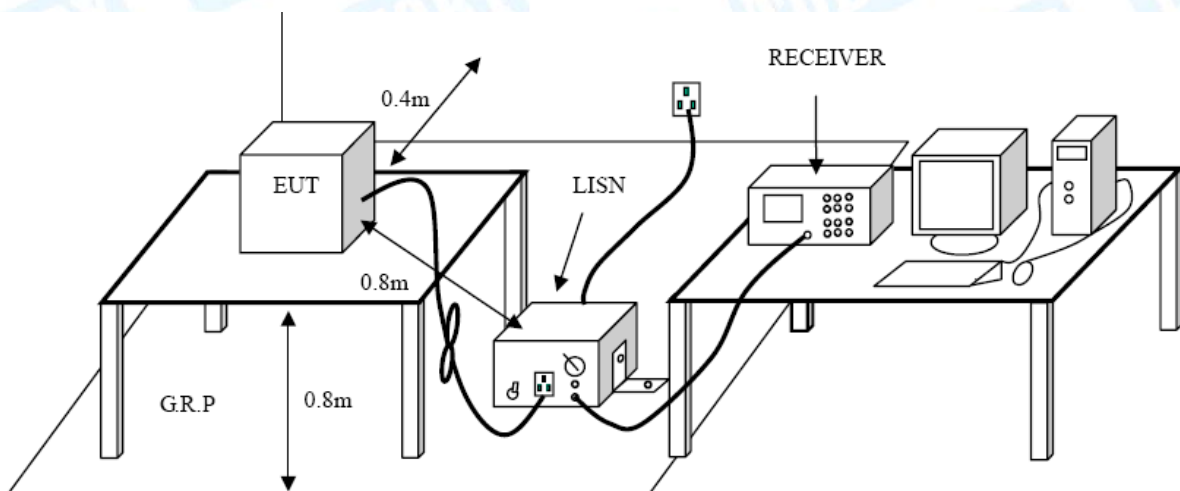 RECEIVER
0.4m
EUT
LISN
0.8m
G.R.P
0.8m